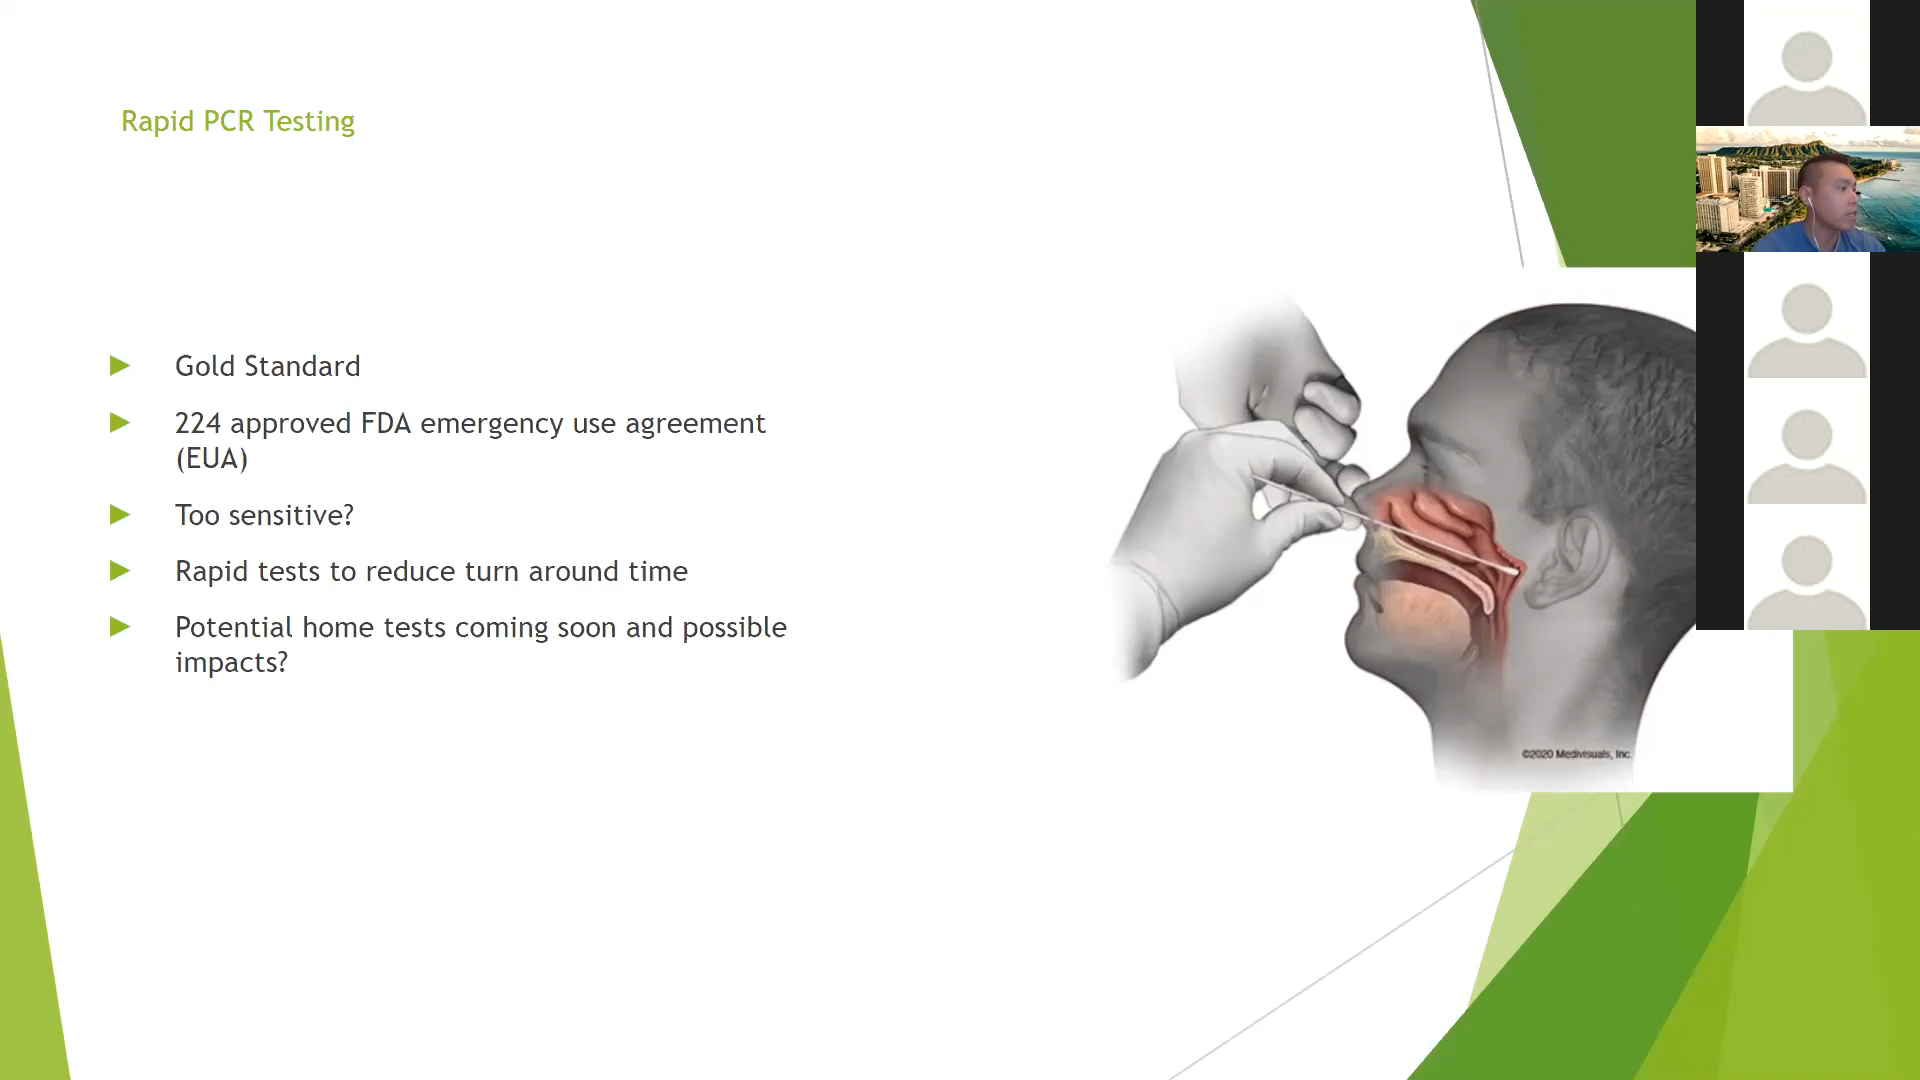 Rapid PCR Testing
Gold Standard
224 approved FDA emergency use agreement
(EUA)
Too sensitive?
Rapid tests to reduce turn around time
Potential home tests coming soon and possible
impacts?
©2020 Medivisuals, Inc.